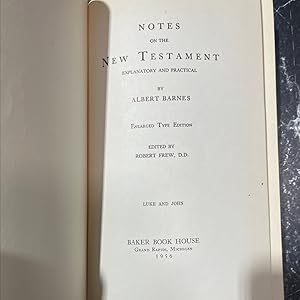 NOTES
ON THE
NEW TESTAMENT
EXPLANATORY AND PRACTICAL
BY
ALBERT BARNES
ENLARGED TYPE EDITION
EDITED BY
ROBERT FREW, D.D.
LUKE AND JOHN
BAKER BOOK HOUSE
GRAND RAPIDS, MICHIGAN
1956